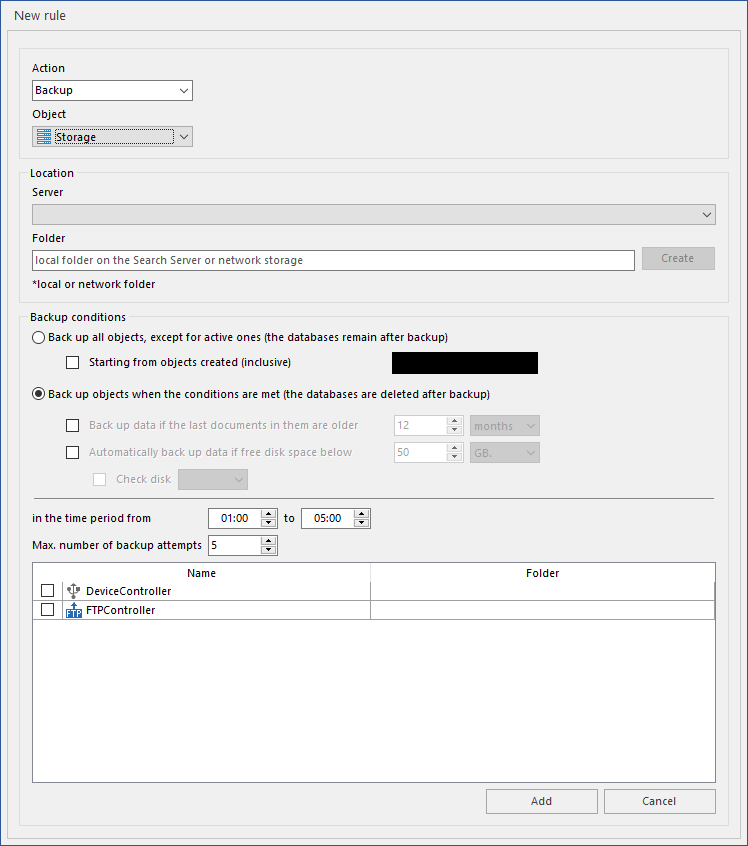 New rule
Action
Backup
Object
Storage
Location
Server
Folder
local folder on the Search Server or network storage
Create
*local or network folder
Backup conditions
Back up all objects, except for active ones (the databases remain after backup)
Starting from objects created (inclusive)
Back up objects when the conditions are met (the databases are deleted after backup)
Back up data if the last documents in them are older 12 months
Automatically back up data if free disk space below 50 GB.
Check disk
in the time period from 01:00 to 05:00
Max. number of backup attempts 5
Name Folder
DeviceController
FTP FTPController
Add Cancel